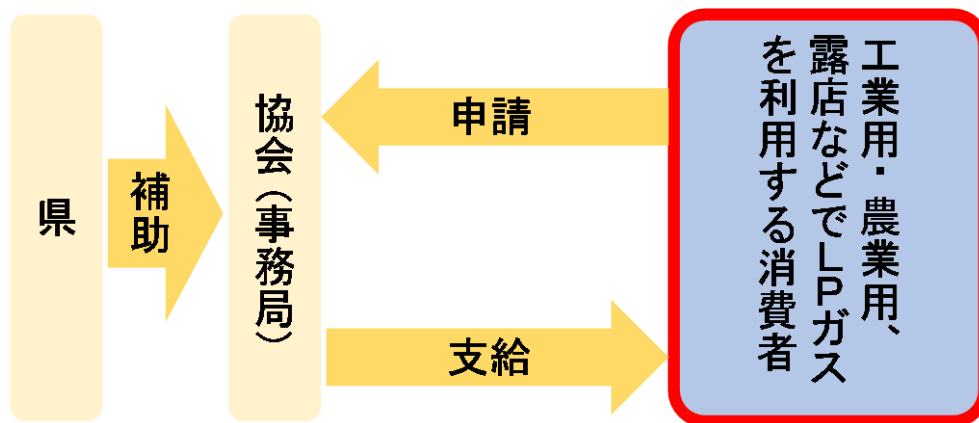 県
補助
協会（事務局）
申請
支給
工業用・農業用、
露店などでＬＰガス
を利用する消費者